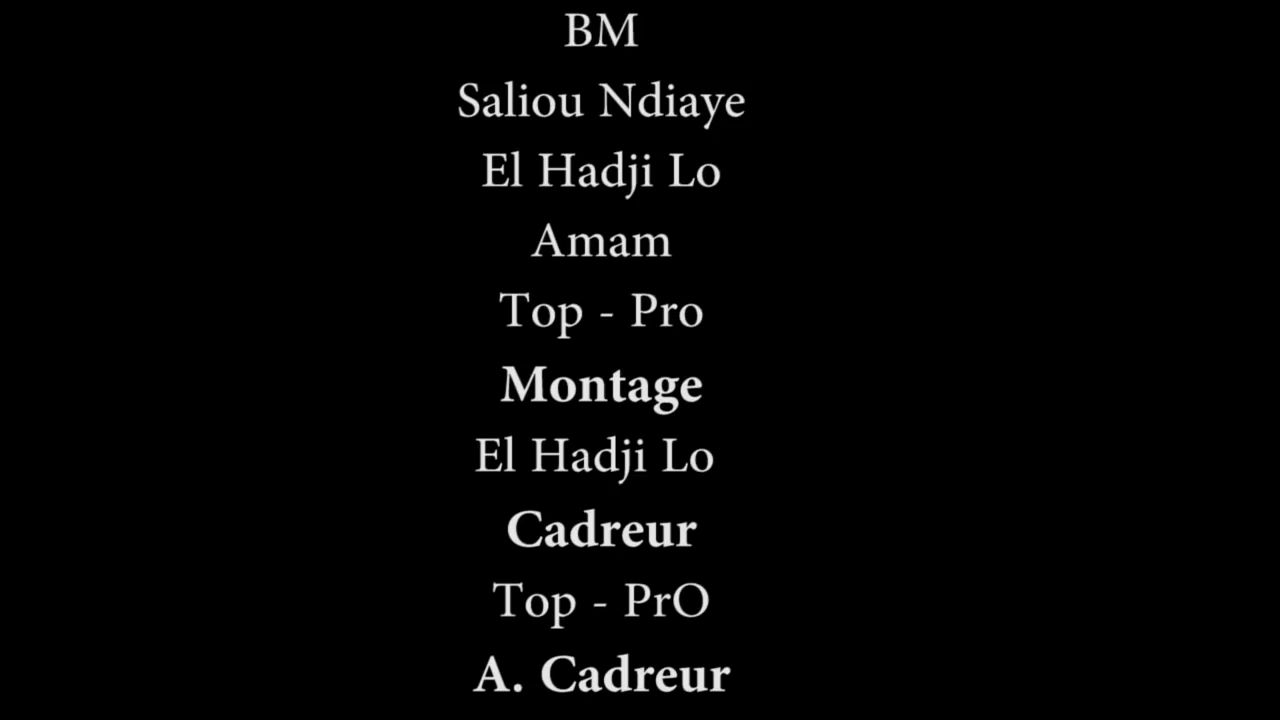 BM
Saliou Ndiaye
El Hadji Lo
Amam
Top - Pro
Montage
El Hadji Lo
Cadreur
Top - PrO
A. Cadreur